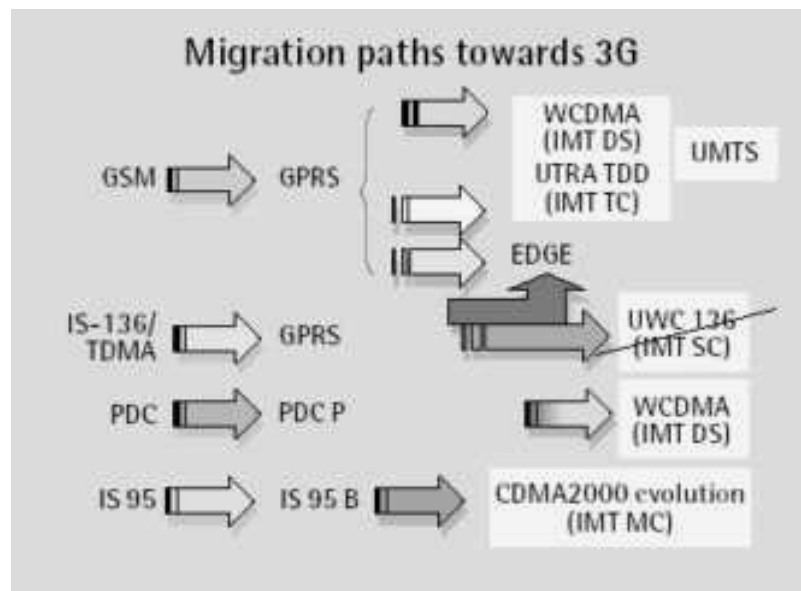 Migration paths towards 3G
GSM
GPRS
WCDMA
(IMT DS)
UTRA TDD
(IMT TC)
UMTS
EDGE
IS-136/
TDMA
GPRS
UWC 136
(IMT SC)
PDC
PDC P
WCDMA
(IMT DS)
IS 95
IS 95 B
CDMA2000 evolution
(IMT MC)